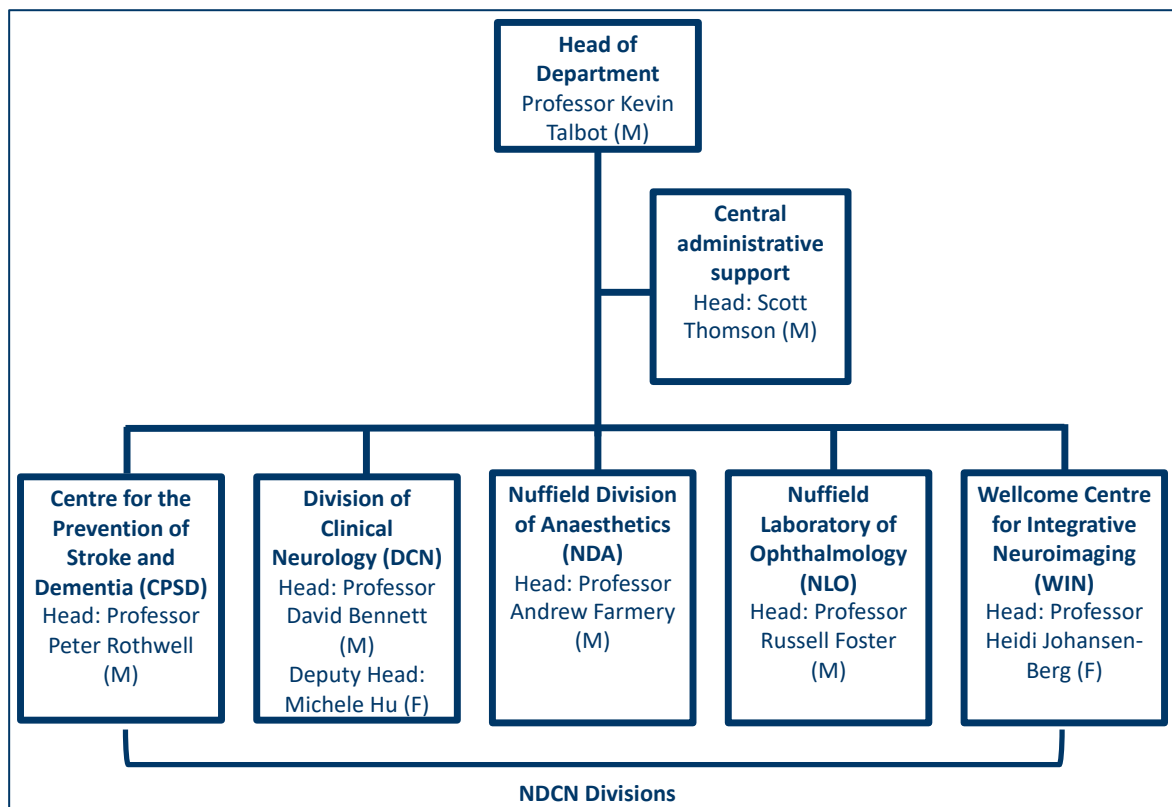 Head of
Department
Professor Kevin
Talbot (M)
Central
administrative
support
Head: Scott
Thomson (M)
Centre for the
Prevention of
Stroke and
Dementia (CPSD)
Head: Professor
Peter Rothwell
(M)
Division of
Clinical
Neurology (DCN)
Head: Professor
David Bennett
(M)
Deputy Head:
Michele Hu (F)
Nuffield Division
of Anaesthetics
(NDA)
Head: Professor
Andrew Farmery
(M)
Nuffield
Laboratory of
Ophthalmology
(NLO)
Head: Professor
Russell Foster
(M)
Wellcome Centre
for Integrative
Neuroimaging
(WIN)
Head: Professor
Heidi Johansen-
Berg (F)
NDCN Divisions